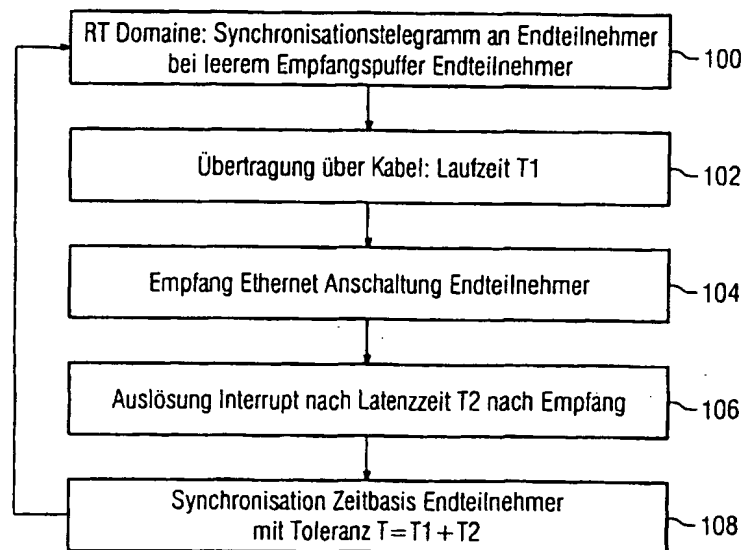 RT Domaine: Synchronisationstelegramm an Endteilnehmer
bei leerem Empfangspuffer Endteilnehmer
100
Übertragung über Kabel: Laufzeit T1
102
Empfang Ethernet Anschaltung Endteilnehmer
104
Auslösung Interrupt nach Latenzzeit T2 nach Empfang
106
Synchronisation Zeitbasis Endteilnehmer
mit Toleranz T=T1+T2
108